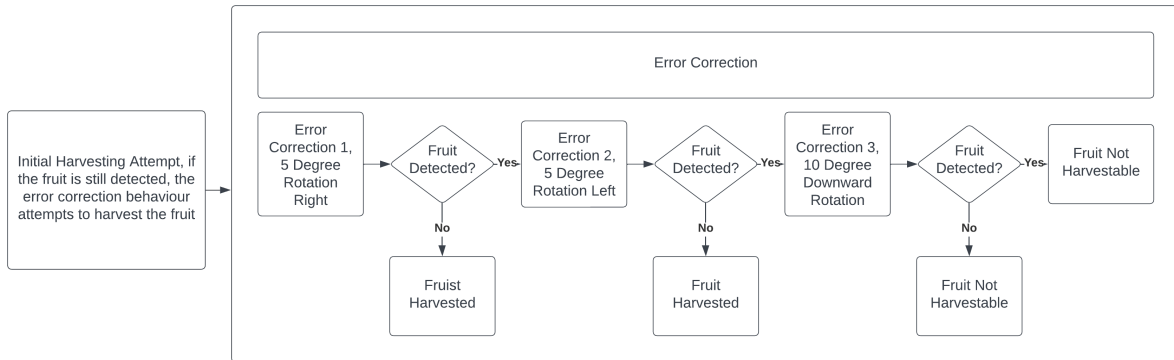 Error Correction
Initial Harvesting Attempt, if
the fruit is still detected, the
error correction behaviour
attempts to harvest the fruit
Error
Correction 1,
5 Degree
Rotation
Right
Fruit
Detected?
Yes
Error
Correction 2,
5 Degree
Rotation Left
Fruit
Detected?
Yes
Error
Correction 3,
10 Degree
Downward
Rotation
Fruit
Detected?
Yes
Fruit Not
Harvestable
No
No
No
Fruist
Harvested
Fruit
Harvested
Fruit Not
Harvestable